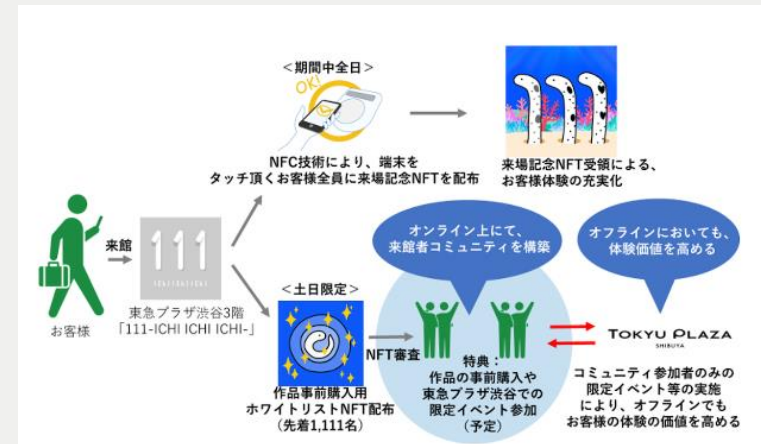 ＜期間中全日＞
OK!
NFC技術により、端末を
タッチ頂くお客様全員に来場記念NFTを配布
来場記念NFT受領による、
お客様体験の充実化
オンライン上にて、
来館者コミュニティを構築
オフラインにおいても、
体験価値を高める
来館
111
ICHI ICHI ICHI
お客様
東急プラザ渋谷3階
「111-ICHI ICHI ICHI-」
＜土日限定＞
作品事前購入用
ホワイトリストNFT配布
（先着1,111名）
NFT審査
特典：
作品の事前購入や
東急プラザ渋谷での
限定イベント参加
（予定）
TOKYU PLAZA
SHIBUYA
コミュニティ参加者のみの
限定イベント等の実施
により、オフラインでも
お客様の体験の価値を高める